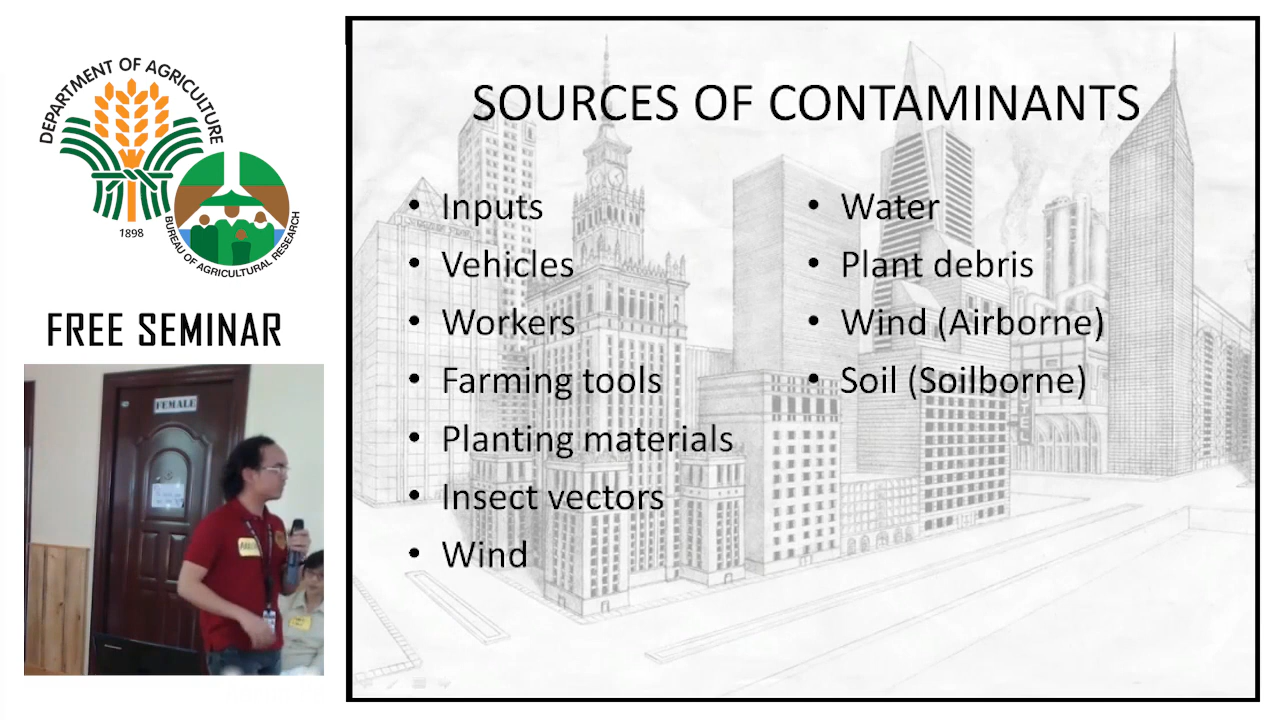 DEPARTMENT OF AGRICULTURE
1898
BUREAU OF AGRICULTURAL RESEARCH
FREE SEMINAR
FEMALE
SOURCES OF CONTAMINANTS
• Inputs
• Vehicles
• Workers
• Farming tools
• Planting materials
• Insect vectors
• Wind
• Water
• Plant debris
• Wind (Airborne)
• Soil (Soilborne)